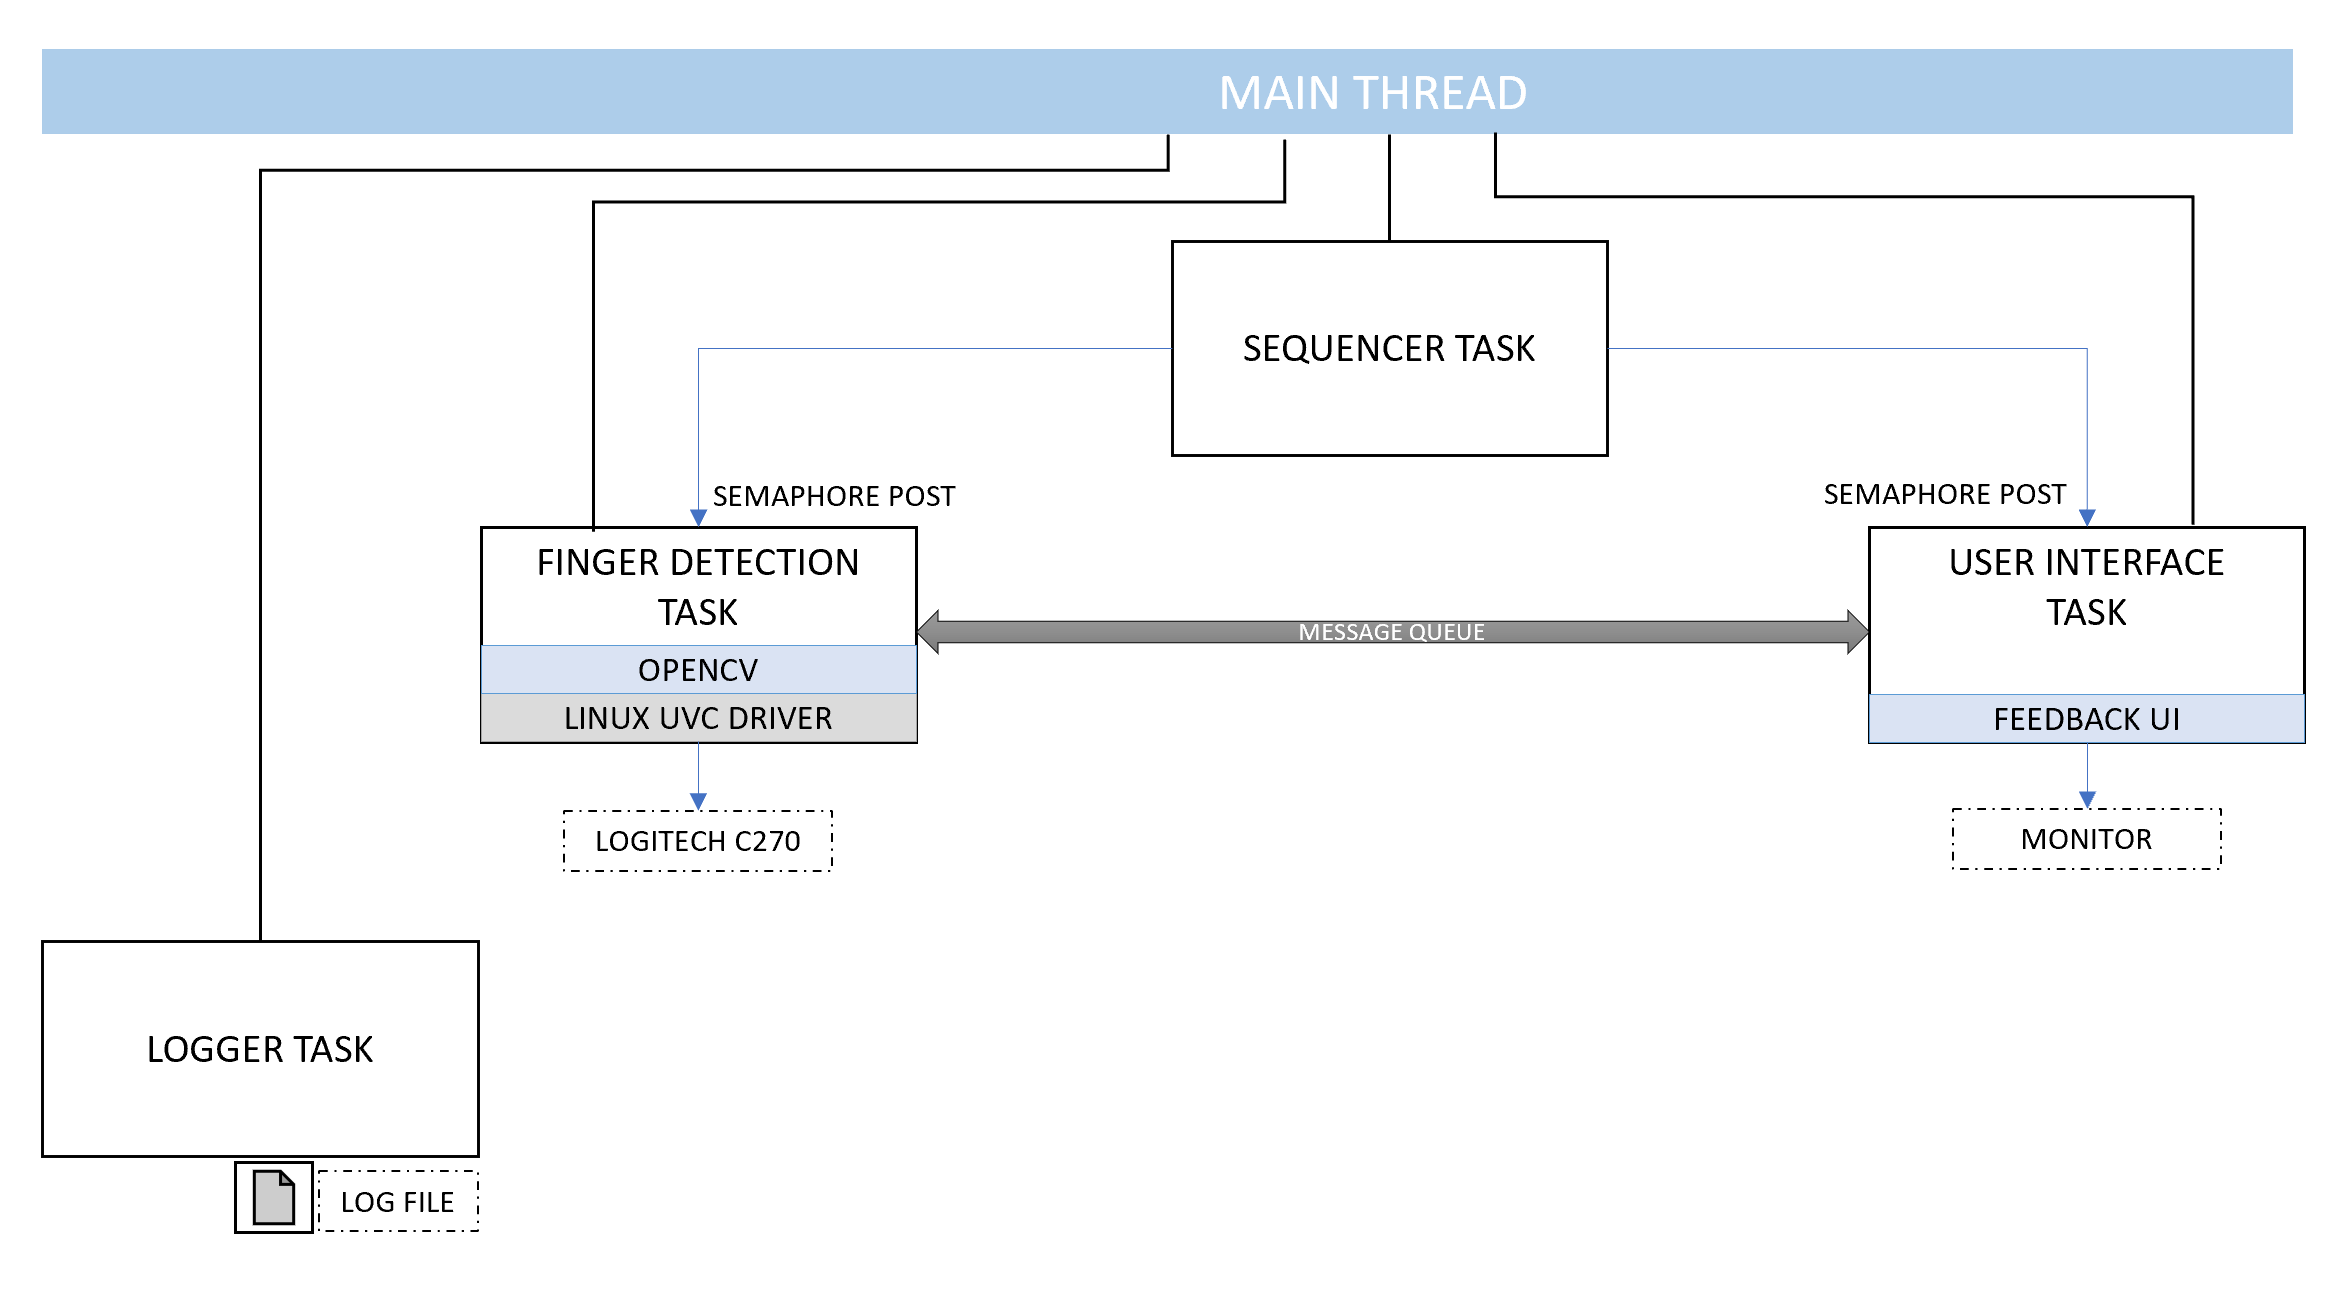 MAIN THREAD
SEQUENCER TASK
SEMAPHORE POST
SEMAPHORE POST
FINGER DETECTION
TASK
OPENCV
LINUX UVC DRIVER
MESSAGE QUEUE
USER INTERFACE
TASK
FEEDBACK UI
LOGITECH C270
MONITOR
LOGGER TASK
LOG FILE